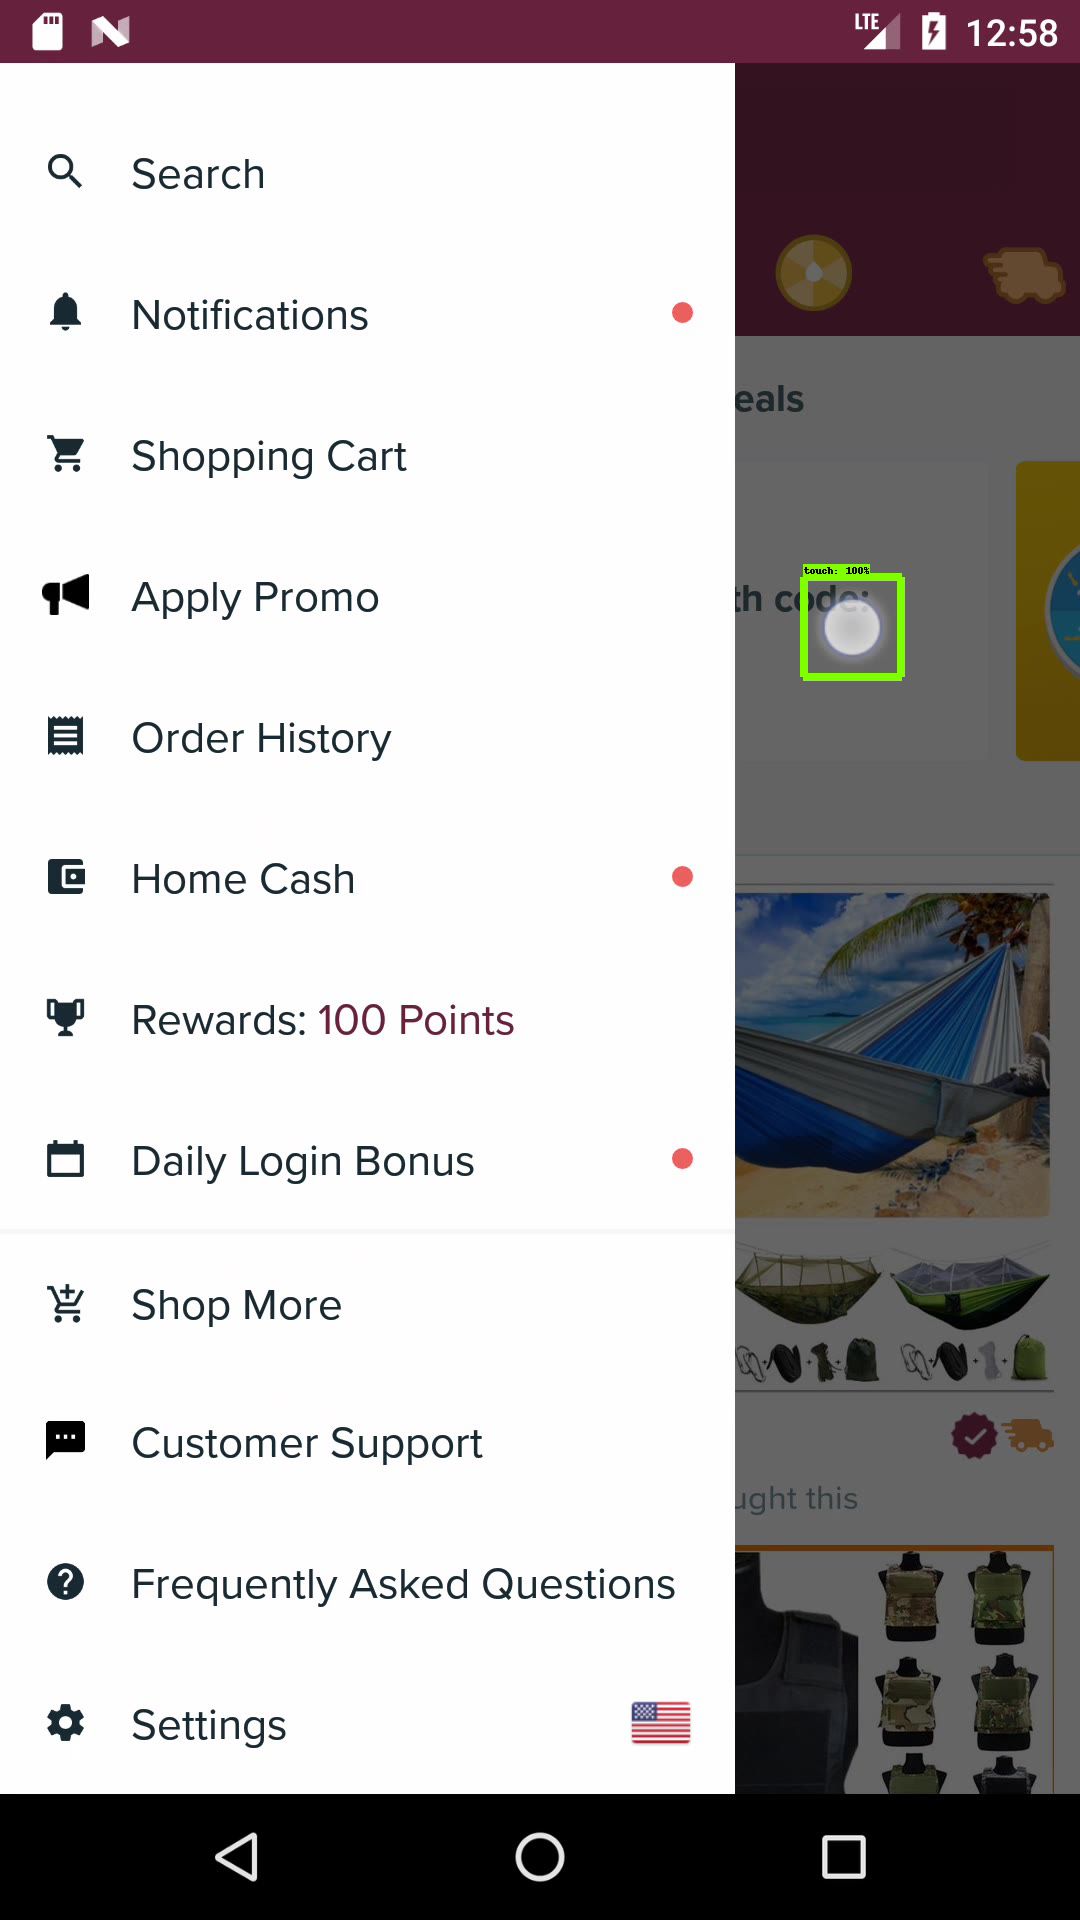 LTE 12:58
Search
Notifications
eals
Shopping Cart
touch: 100%
Apply Promo
th code:
Order History
Home Cash
Rewards: 100 Points
Daily Login Bonus
Shop More
Customer Support
ught this
Frequently Asked Questions
Settings